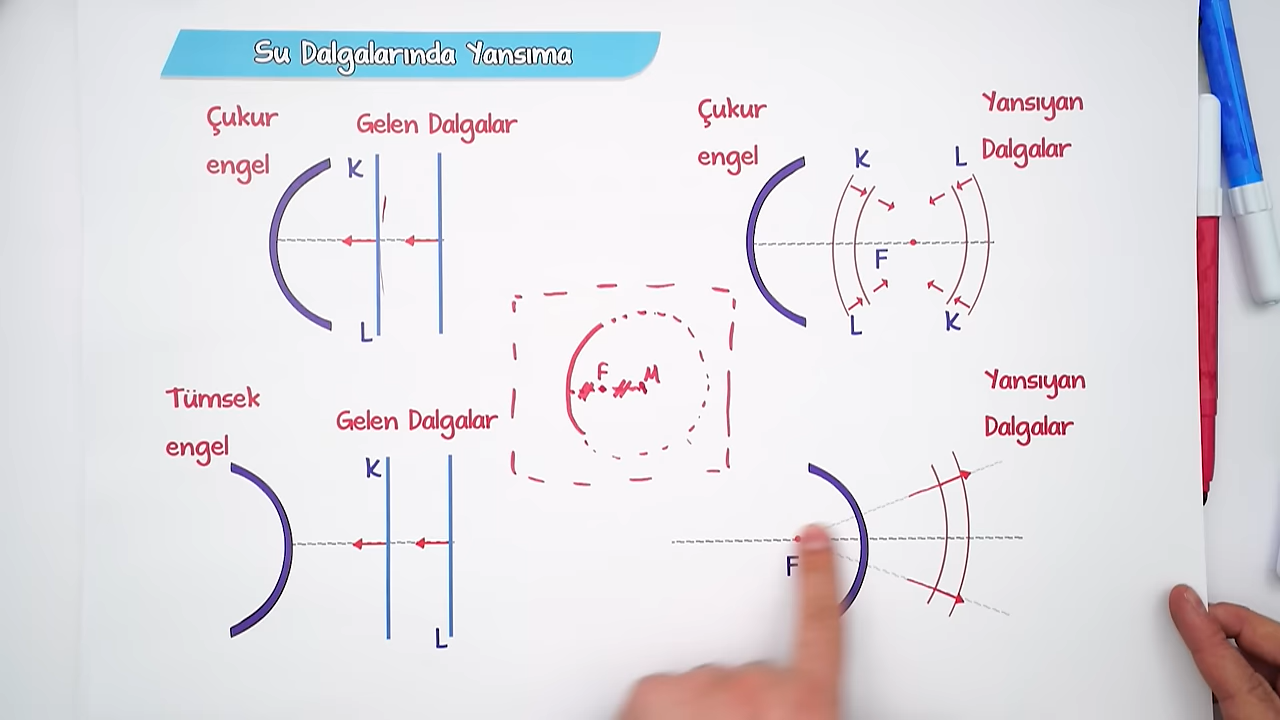 Su Dalgalarında Yansıma
Çukur
engel
Gelen Dalgalar
K
L
Çukur
engel
Yansıyan
Dalgalar
K
L
F
L
K
F
M
Tümsek
engel
Gelen Dalgalar
K
L
Yansıyan
Dalgalar
F